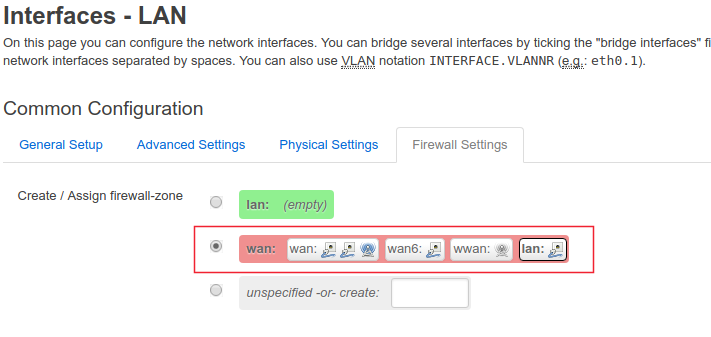 Interfaces - LAN
On this page you can configure the network interfaces. You can bridge several interfaces by ticking the "bridge interfaces" fi
network interfaces separated by spaces. You can also use VLAN notation INTERFACE.VLANNR (e.g.: eth0.1).
Common Configuration
General Setup Advanced Settings Physical Settings Firewall Settings
Create / Assign firewall-zone lan: (empty)
wan: wan: wan6: wwan: lan:
unspecified -or- create: